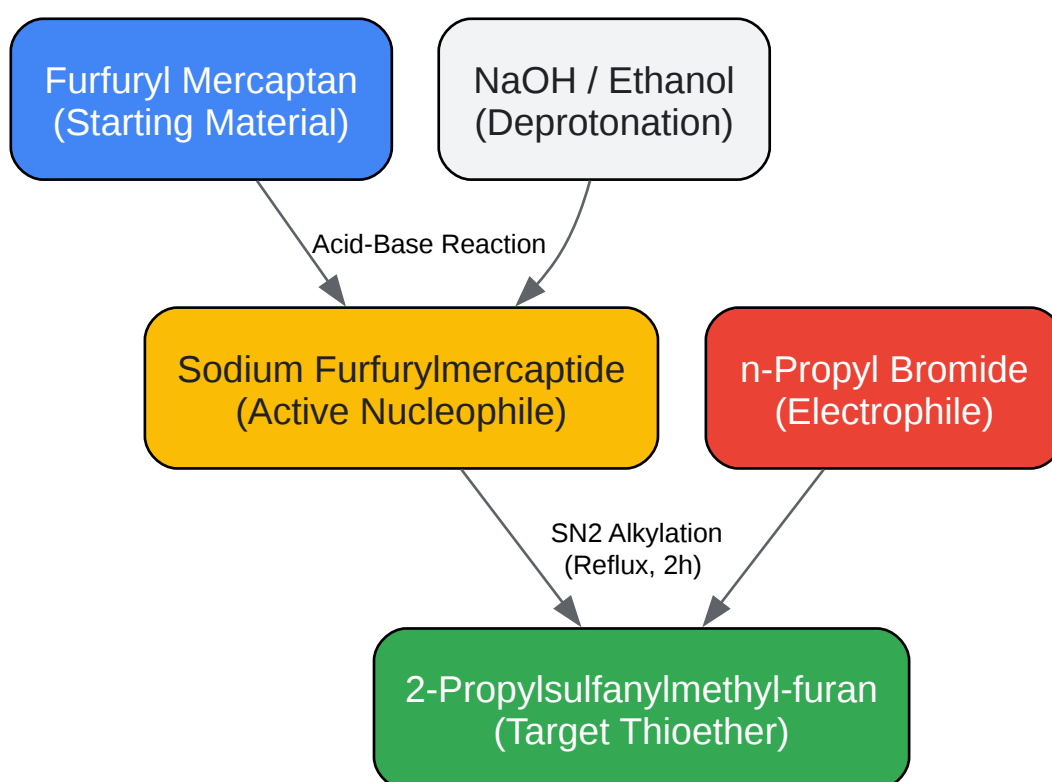 Furfuryl Mercaptan
(Starting Material)
NaOH / Ethanol
(Deprotonation)
Acid-Base Reaction
Sodium Furfurylmercaptide
(Active Nucleophile)
n-Propyl Bromide
(Electrophile)
SN2 Alkylation
(Reflux, 2h)
2-Propylsulfanylmethyl-furan
(Target Thioether)